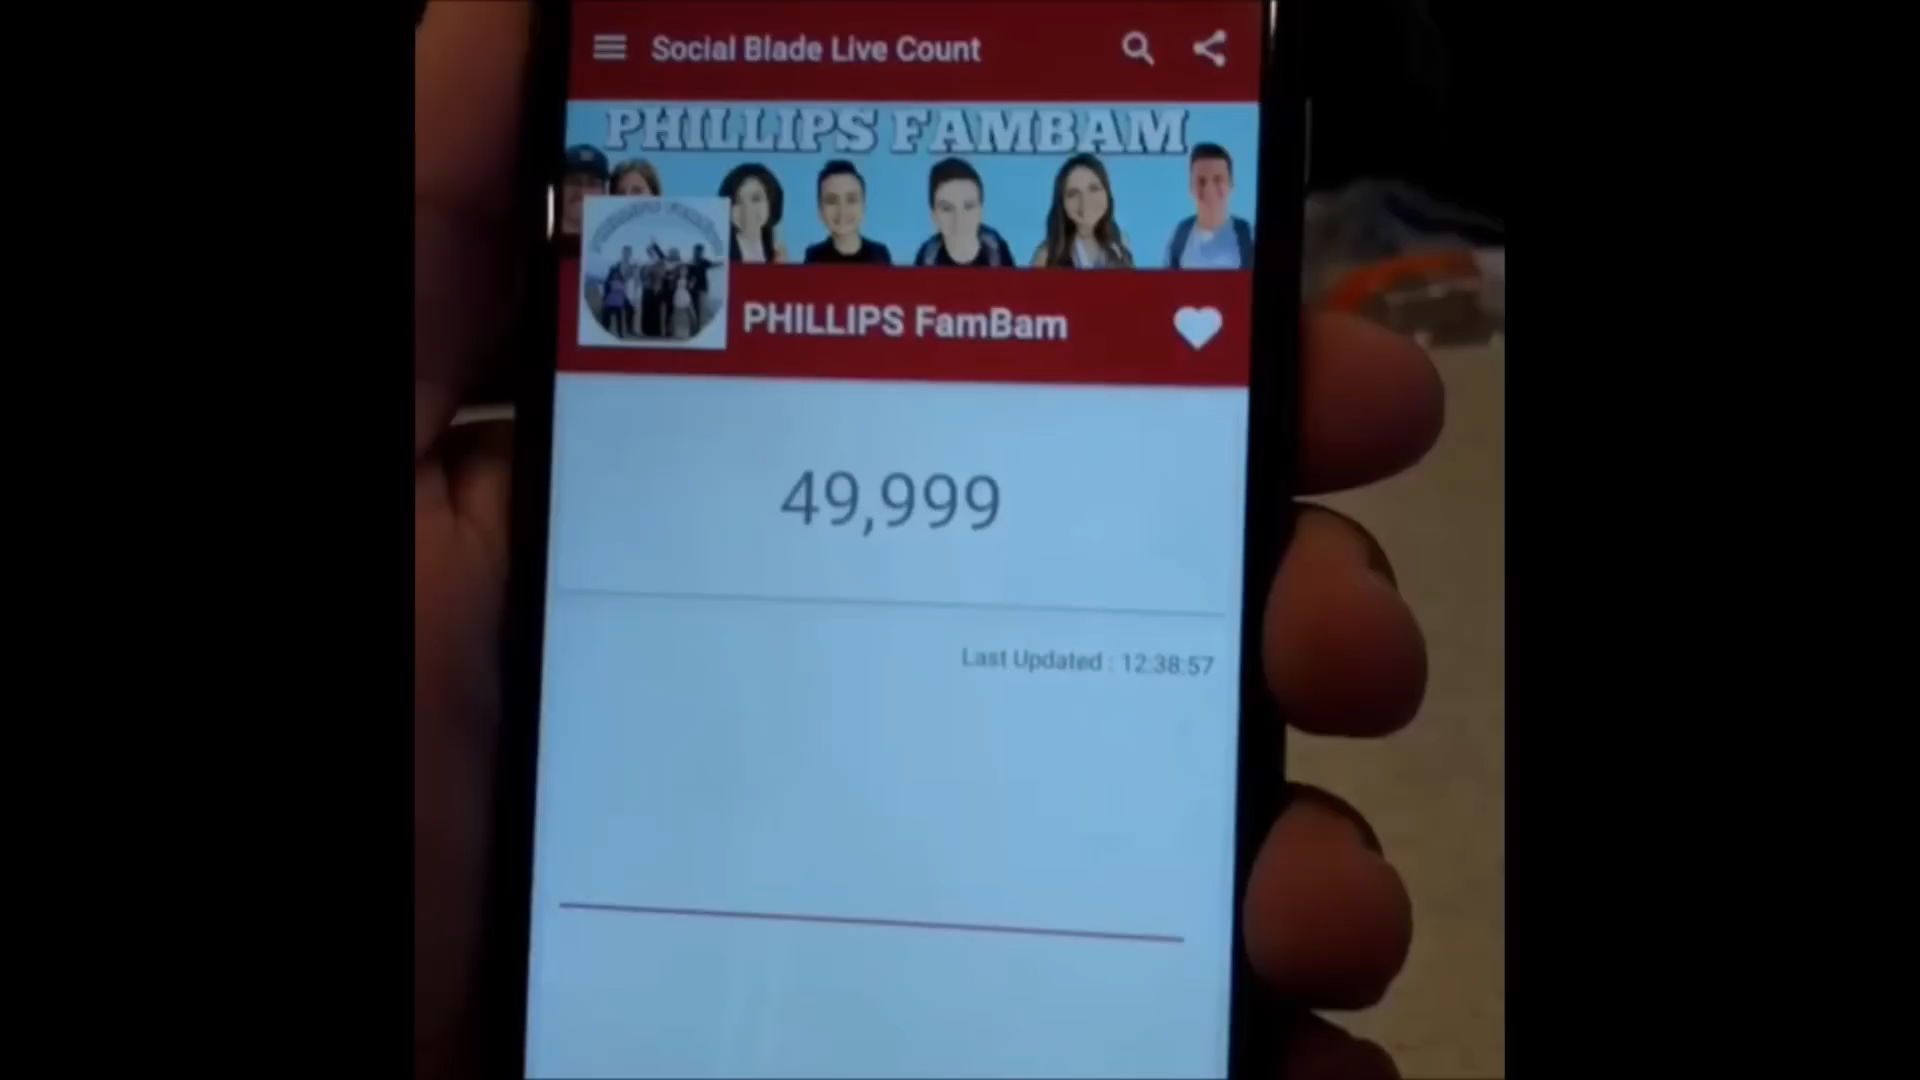 Social Blade Live Count
PHILLIPS FAMBAM
PHILLIPS FamBam
49,999
Last Updated : 12:38:57